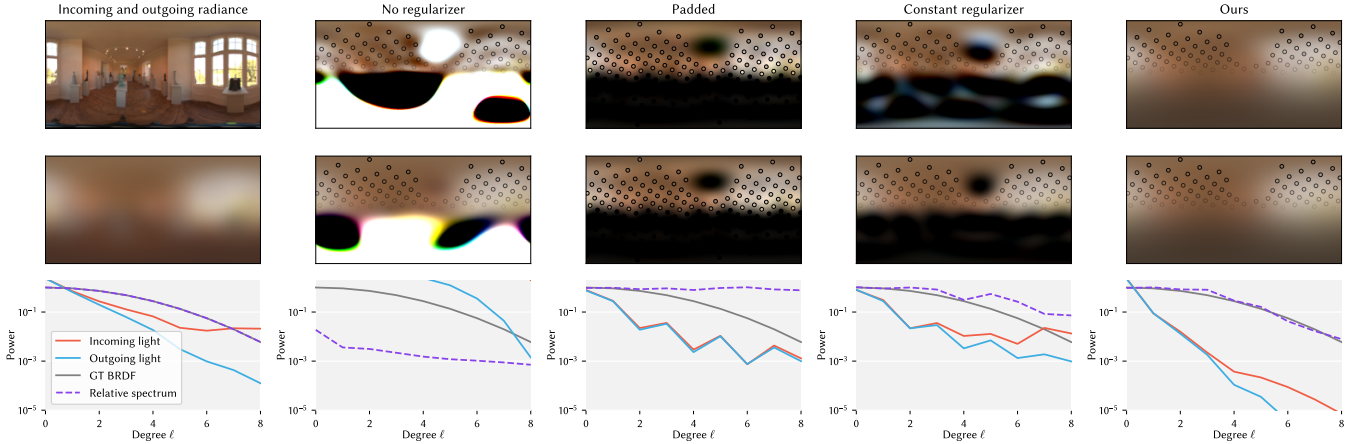 Incoming and outgoing radiance
No regularizer
Padded
Constant regularizer
Ours
Power
10⁻¹
10⁻³
10⁻⁵
Incoming light
Outgoing light
GT BRDF
Relative spectrum
0 2 4 6 8
Degree ℓ
Power
10⁻¹
10⁻³
10⁻⁵
0 2 4 6 8
Degree ℓ
Power
10⁻¹
10⁻³
10⁻⁵
0 2 4 6 8
Degree ℓ
Power
10⁻¹
10⁻³
10⁻⁵
0 2 4 6 8
Degree ℓ
Power
10⁻¹
10⁻³
10⁻⁵
0 2 4 6 8
Degree ℓ